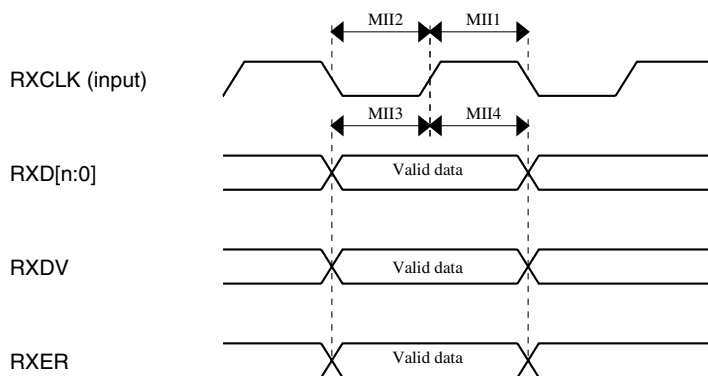 MII2 MII1
RXCLK (input)
MII3 MII4
RXD[n:0] Valid data
RXDV Valid data
RXER Valid data